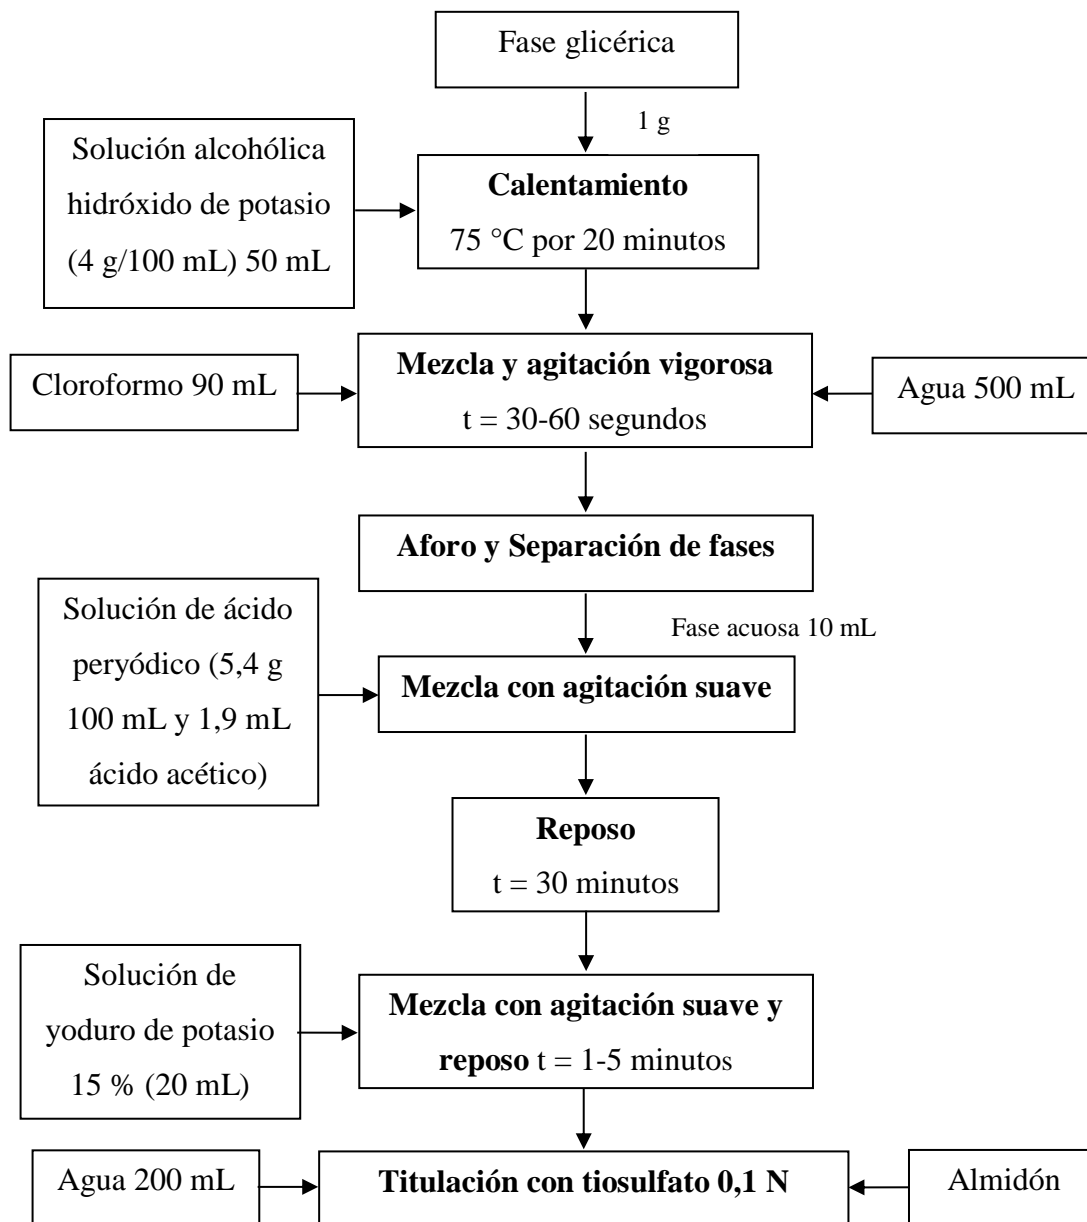 Fase glicérica
1 g
Solución alcohólica
hidróxido de potasio
(4 g/100 mL) 50 mL
Calentamiento
75 °C por 20 minutos
Cloroformo 90 mL
Mezcla y agitación vigorosa
t = 30-60 segundos
Agua 500 mL
Aforo y Separación de fases
Fase acuosa 10 mL
Solución de ácido
peryódico (5,4 g
100 mL y 1,9 mL
ácido acético)
Mezcla con agitación suave
Reposo
t = 30 minutos
Solución de
yoduro de potasio
15 % (20 mL)
Mezcla con agitación suave y
reposo t = 1-5 minutos
Agua 200 mL
Titulación con tiosulfato 0,1 N
Almidón